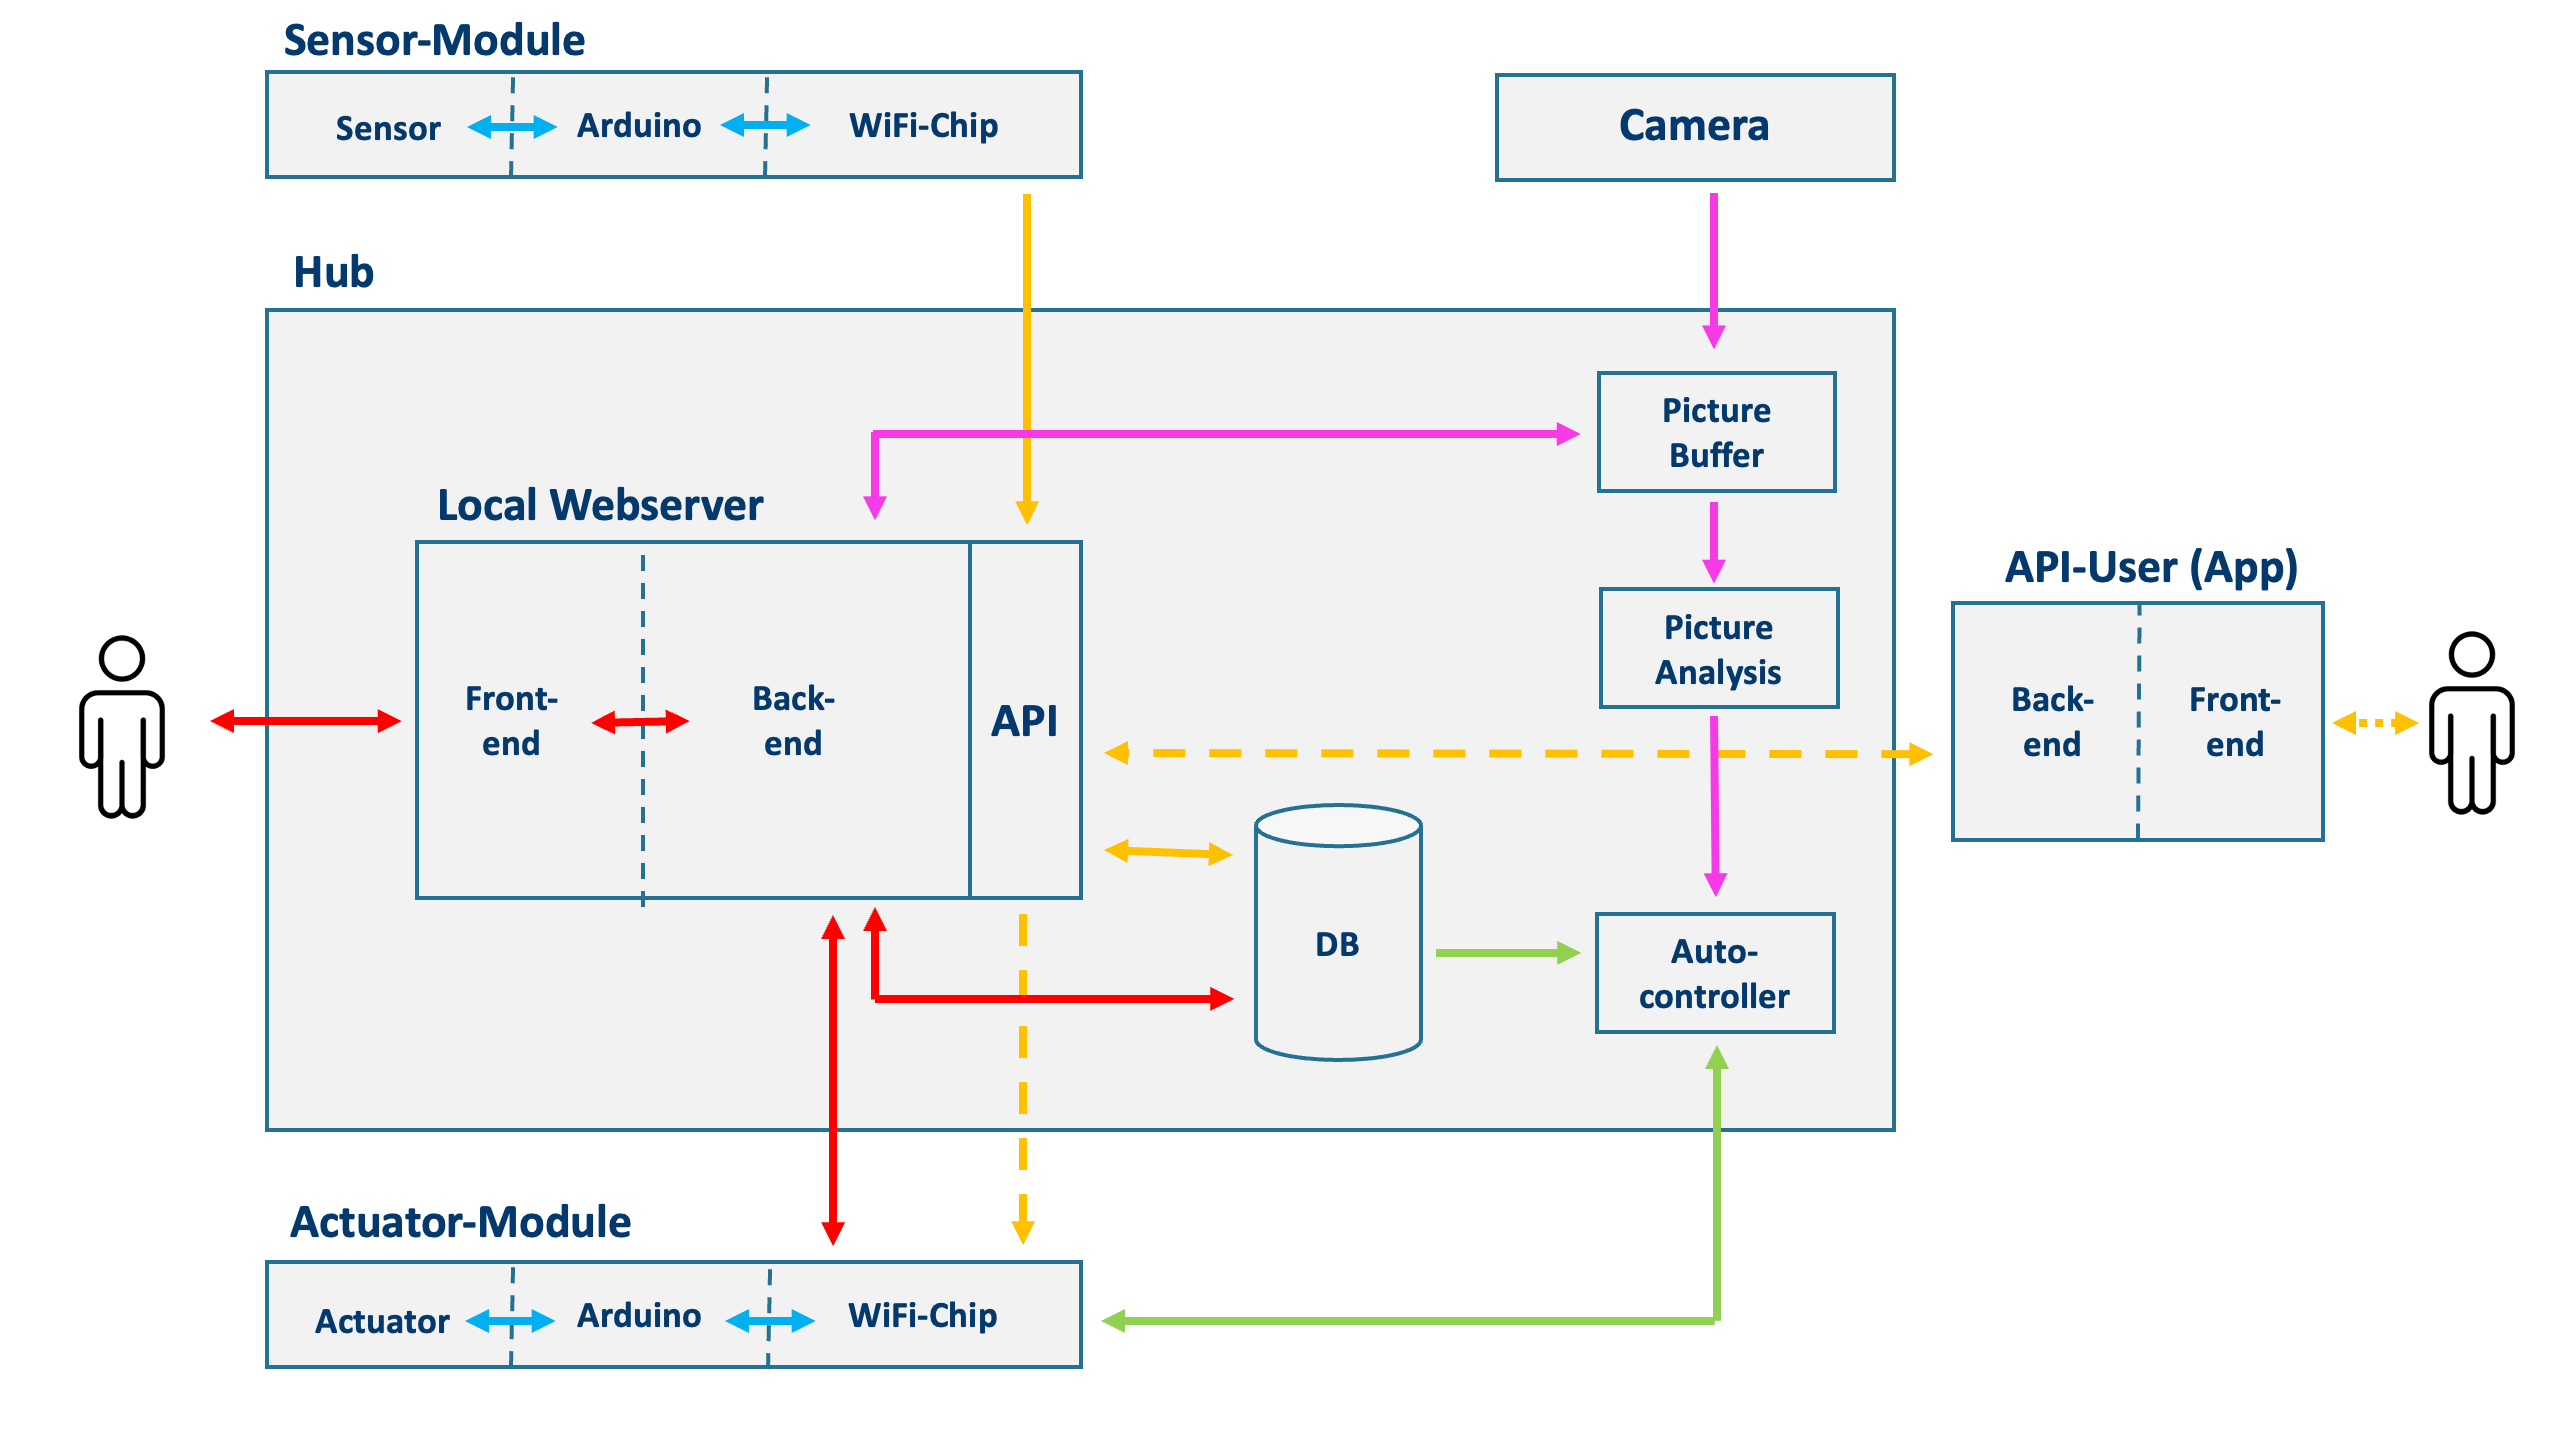 Sensor-Module
Sensor
Arduino
WiFi-Chip
Camera
Hub
Picture
Buffer
Local Webserver
Front-
end
Back-
end
API
Picture
Analysis
API-User (App)
Back-
end
Front-
end
DB
Auto-
controller
Actuator-Module
Actuator
Arduino
WiFi-Chip